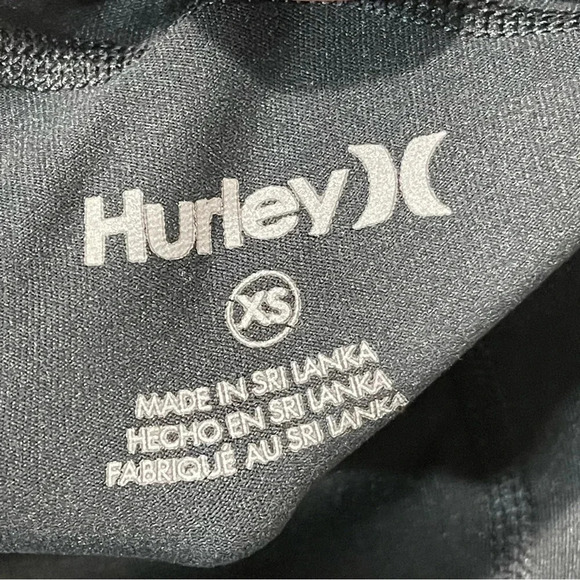 Hurley
XS
MADE IN SRI LANKA
HECHO EN SRI LANKA
FABRIQUÉ AU SRI LANKA